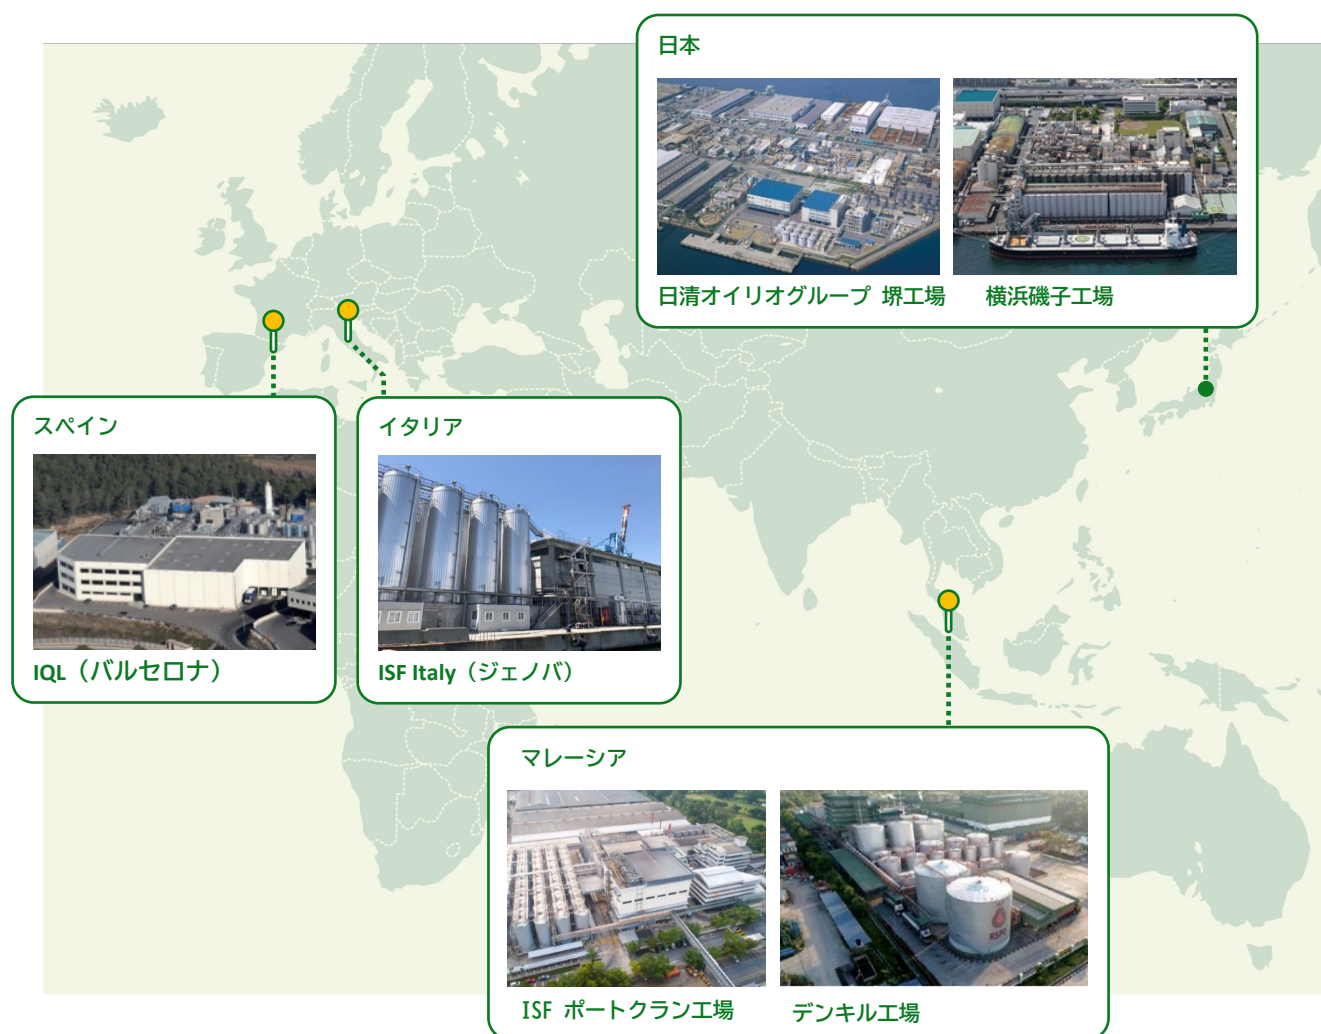 日本
日清オイリオグループ 堺工場
横浜磯子工場
スペイン
IQL（バルセロナ）
イタリア
ISF Italy（ジェノバ）
マレーシア
RSPO
ISF ポートクラン工場
デンキル工場